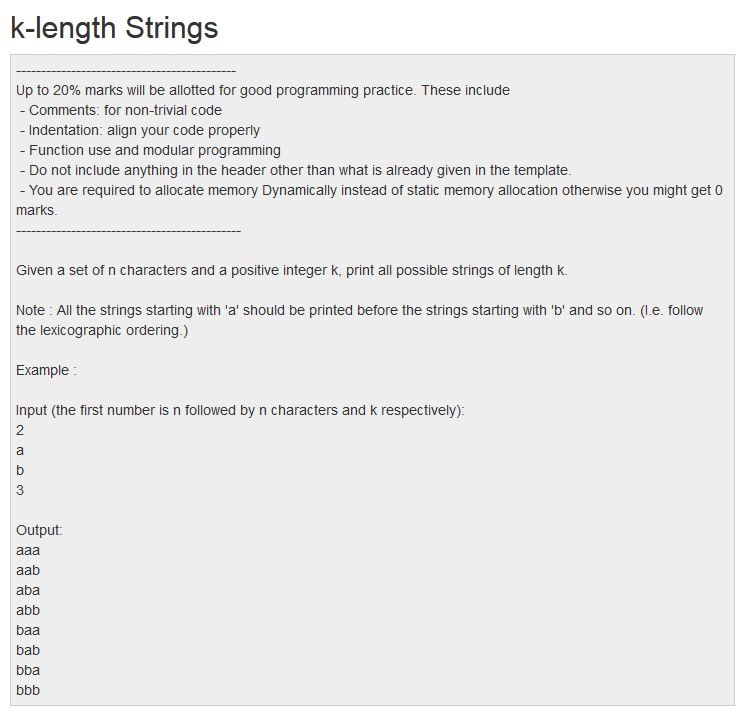 k-length Strings
--------------------------------------------
Up to 20% marks will be allotted for good programming practice. These include
- Comments: for non-trivial code
- Indentation: align your code properly
- Function use and modular programming
- Do not include anything in the header other than what is already given in the template.
- You are required to allocate memory Dynamically instead of static memory allocation otherwise you might get 0
marks.
---------------------------------------------
Given a set of n characters and a positive integer k, print all possible strings of length k.
Note : All the strings starting with 'a' should be printed before the strings starting with 'b' and so on. (I.e. follow
the lexicographic ordering.)
Example :
Input (the first number is n followed by n characters and k respectively):
2
a
b
3
Output:
aaa
aab
aba
abb
baa
bab
bba
bbb